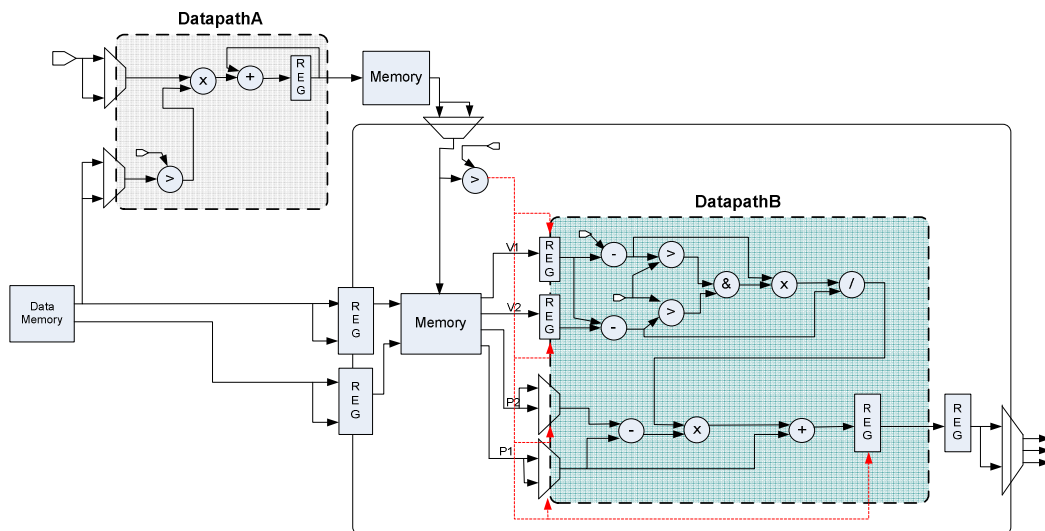 DatapathA
R
E
G
x
+
Memory
>
>
DatapathB
V1
R
E
G
-
>
&
x
/
Data
Memory
R
E
G
Memory
V2
R
E
G
-
>
R
E
G
P2
R
E
G
R
E
G
-
x
+
P1